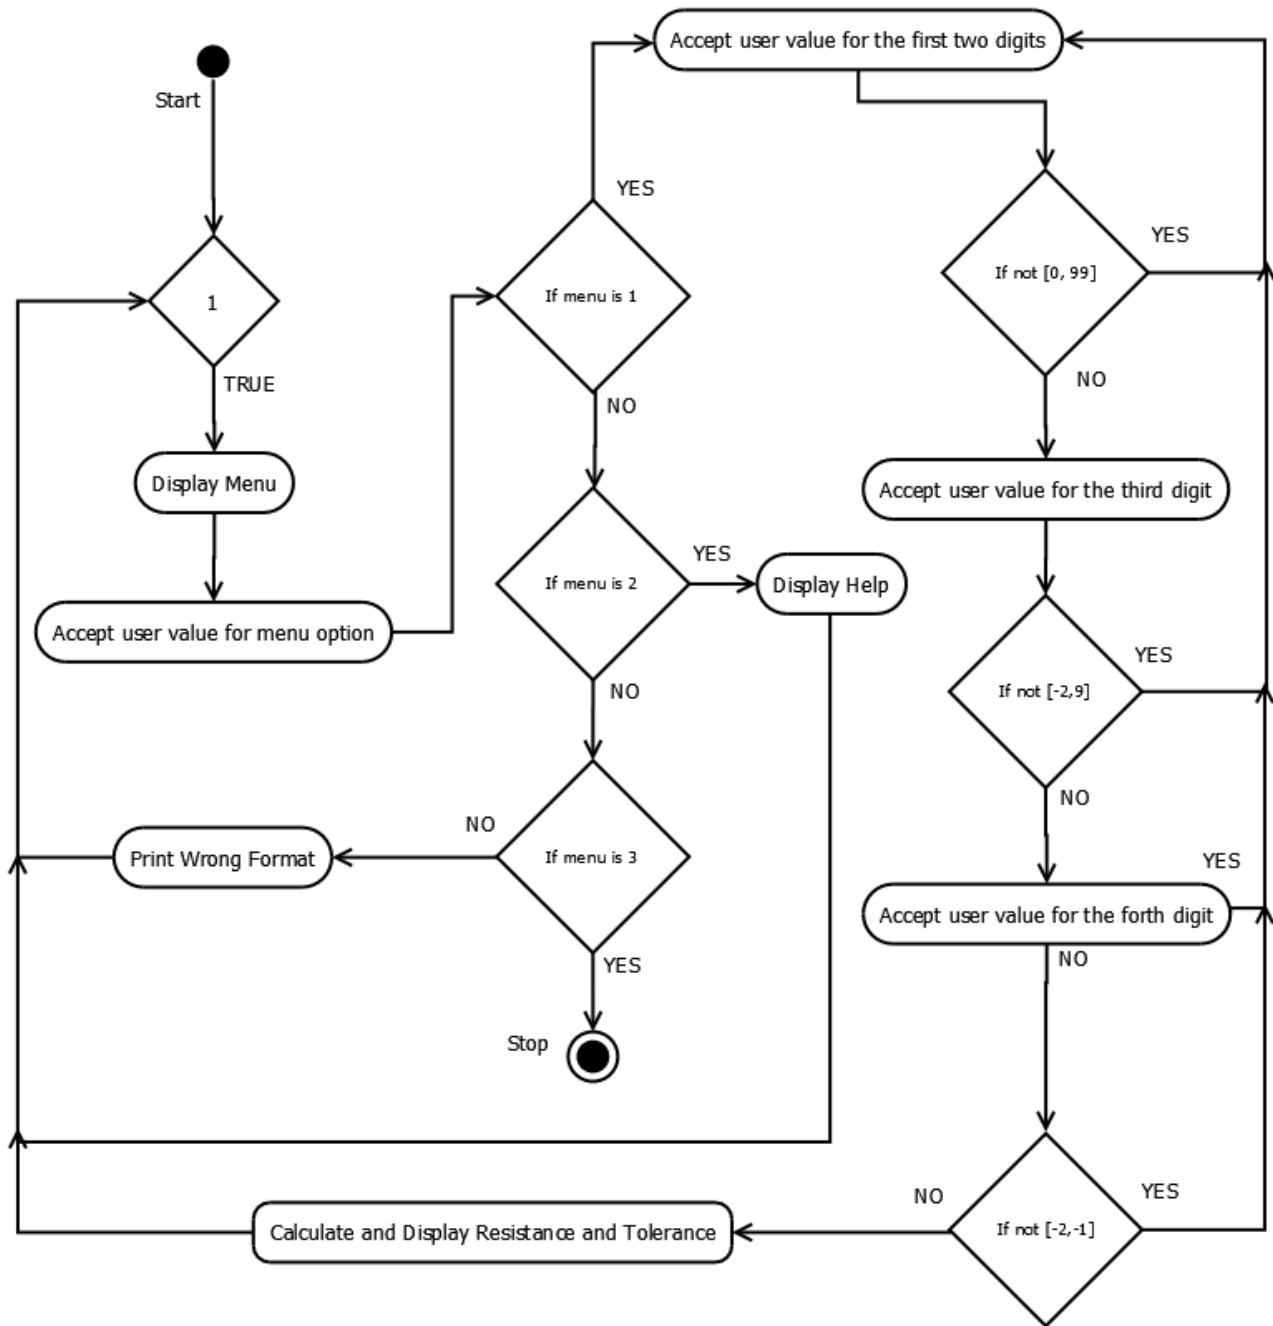 Start
1
TRUE
Display Menu
Accept user value for menu option
If menu is 1
YES
NO
If menu is 2
YES
Display Help
NO
If menu is 3
NO
Print Wrong Format
YES
Stop
Accept user value for the first two digits
If not [0, 99]
YES
NO
Accept user value for the third digit
If not [-2,9]
YES
NO
Accept user value for the forth digit
YES
NO
If not [-2,-1]
YES
NO
Calculate and Display Resistance and Tolerance